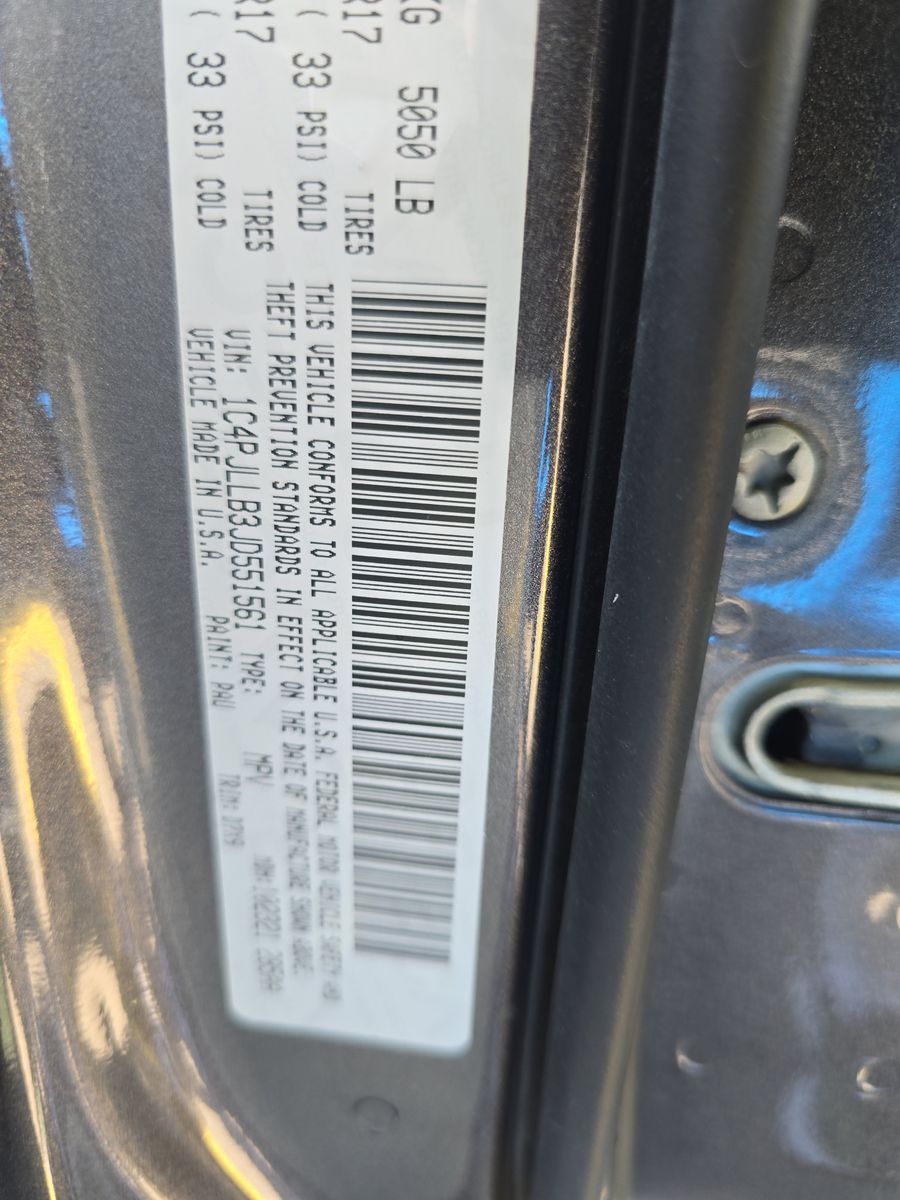 KG 5050 LB
R17 TIRES
( 33 PSI) COLD
R17 TIRES
( 33 PSI) COLD
THIS VEHICLE CONFORMS TO ALL APPLICABLE U.S.A. FEDERAL MOTOR VEHICLE SAFETY AND
THEFT PREVENTION STANDARDS IN EFFECT ON THE DATE OF MANUFACTURE SHOWN ABOVE.
VIN: 1C4PJLLB3JD551561 TYPE: MPV
VEHICLE MADE IN U.S.A. PAINT: PAU TRIM: